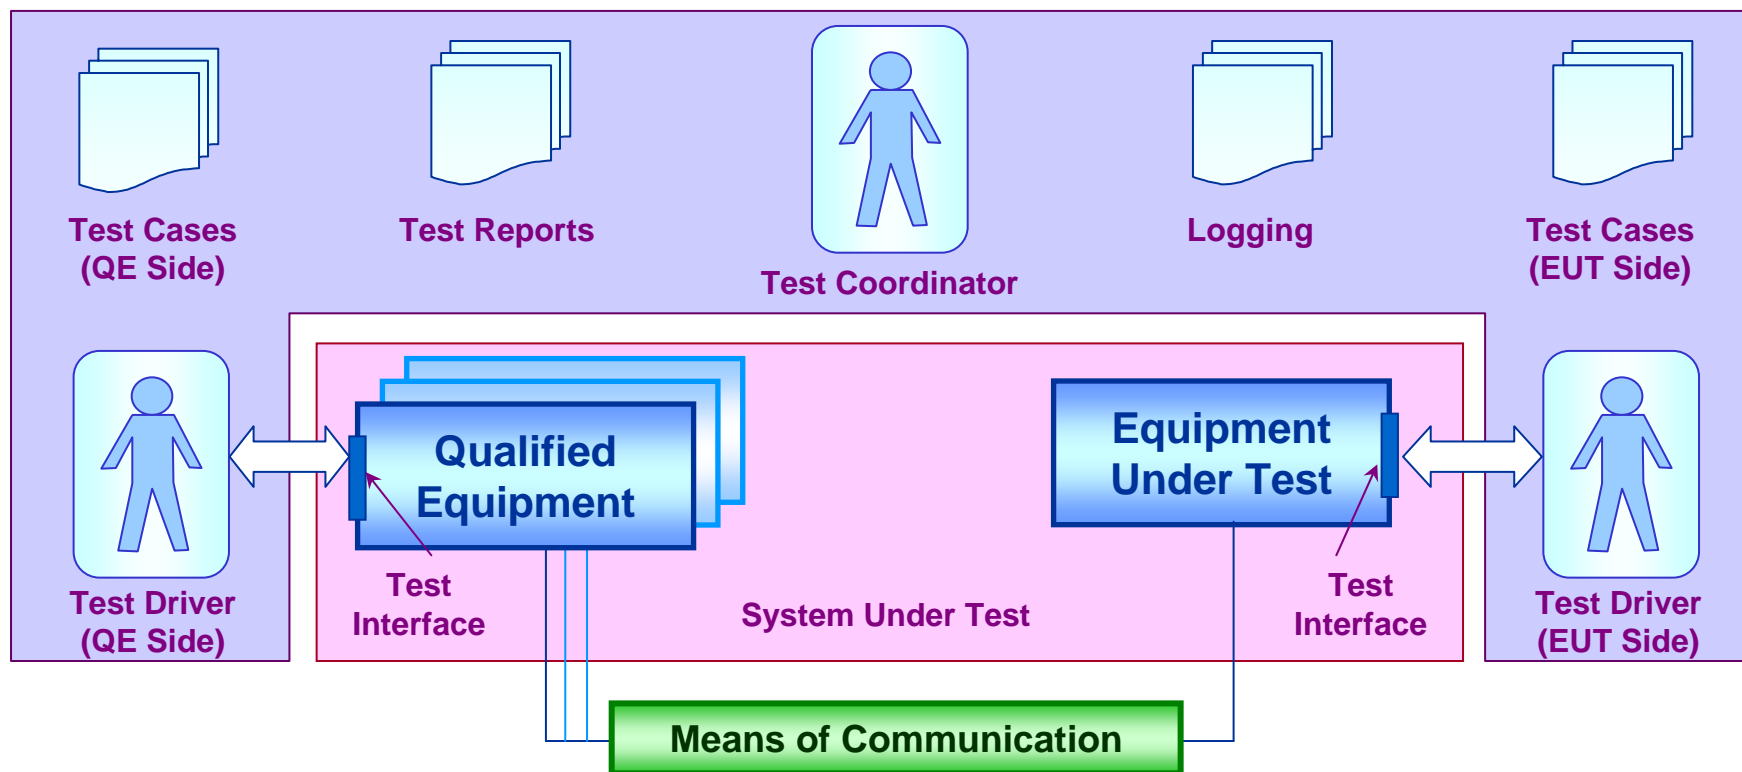 Test Cases
(QE Side)
Test Reports
Test Coordinator
Logging
Test Cases
(EUT Side)
Qualified
Equipment
Equipment
Under Test
Test Driver
(QE Side)
Test
Interface
System Under Test
Test
Interface
Test Driver
(EUT Side)
Means of Communication